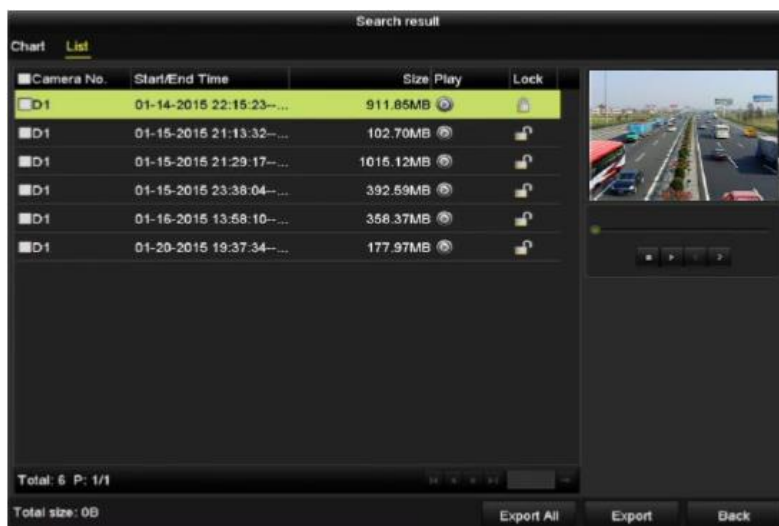 Search result
Chart List
Camera No. Start/End Time Size Play Lock
D1 01-14-2015 22:15:23--... 911.85MB
D1 01-15-2015 21:13:32--... 102.70MB
D1 01-15-2015 21:29:17--... 1015.12MB
D1 01-15-2015 23:38:04--... 392.59MB
D1 01-16-2015 13:58:10--... 358.37MB
D1 01-20-2015 19:37:34--... 177.97MB
Total: 6 P: 1/1
Total size: 0B Export All Export Back